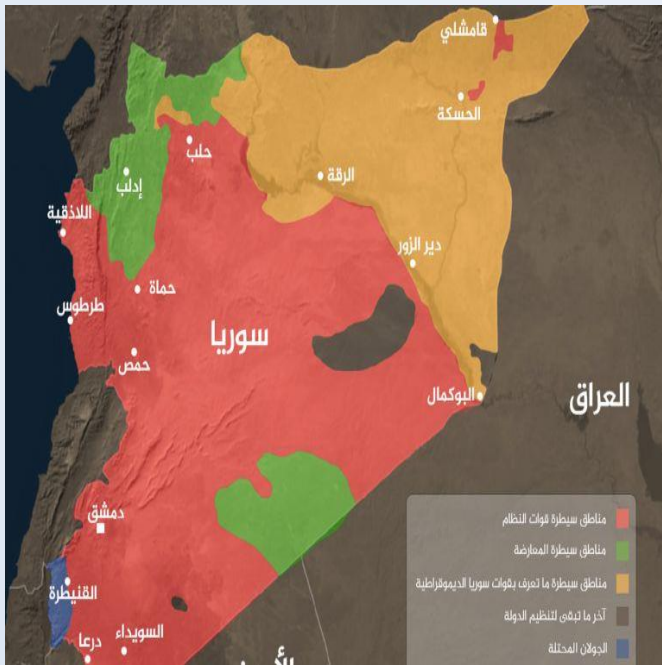 قامشلي
الحسكة
حلب
الرقة
إدلب
اللاذقية
دير الزور
حماة
طرطوس
سوريا
حمص
البوكمال
العراق
دمشق
القنيطرة
السويداء
درعا
مناطق سيطرة قوات النظام
مناطق سيطرة المعارضة
مناطق سيطرة ما تعرف بقوات سوريا الديموقراطية
آخر ما تبقى لتنظيم الدولة
الجولان المحتلة